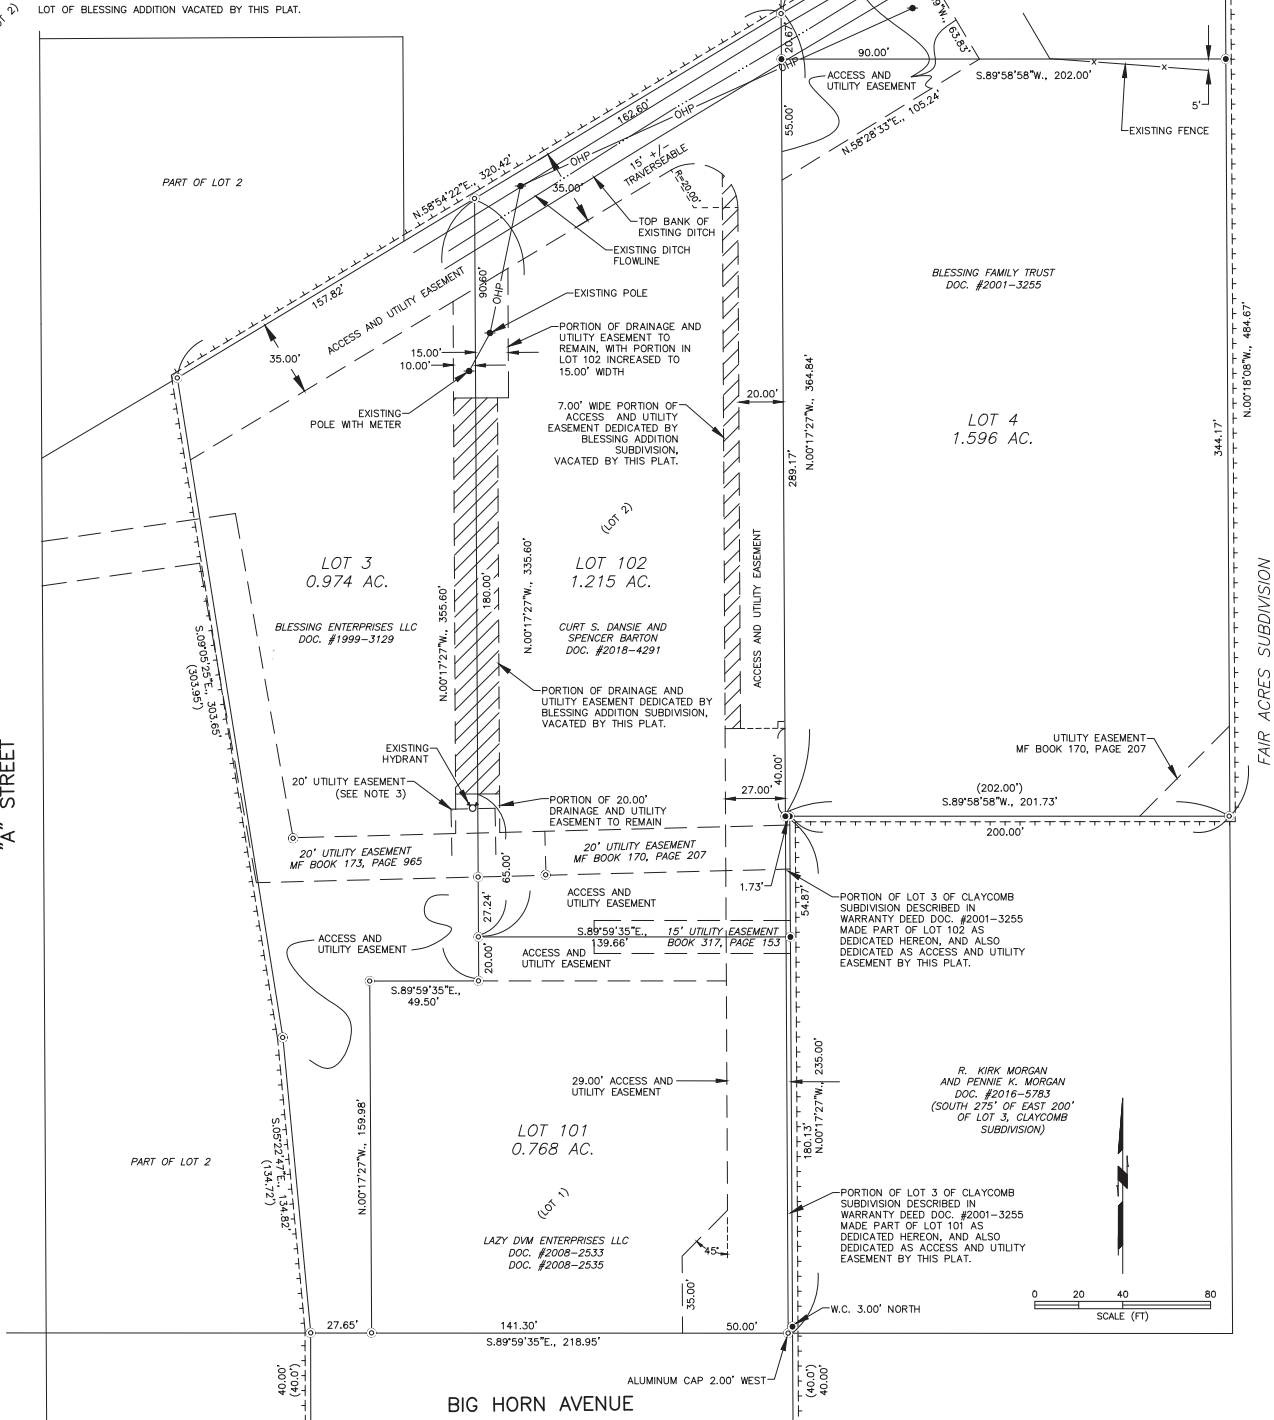 LOT 2)
LOT OF BLESSING ADDITION VACATED BY THIS PLAT.
20.67'
90.00'
63.83'
S.89°58'58"W., 202.00'
5'
EXISTING FENCE
ACCESS AND
UTILITY EASEMENT
N.58°28'33"E., 105.24'
55.00'
OHP
OHP
OHP
162.60'
N.58°54'22"E., 320.42'
PART OF LOT 2
35.00'
15' +/-
TRAVERSEABLE
R=20.00'
TOP BANK OF
EXISTING DITCH
EXISTING DITCH
FLOWLINE
157.82'
ACCESS AND UTILITY EASEMENT
35.00'
90.60'
OHP
EXISTING POLE
PORTION OF DRAINAGE AND
UTILITY EASEMENT TO
REMAIN, WITH PORTION IN
LOT 102 INCREASED TO
15.00' WIDTH
15.00'
10.00'
EXISTING
POLE WITH METER
7.00' WIDE PORTION OF
ACCESS AND UTILITY
EASEMENT DEDICATED BY
BLESSING ADDITION
SUBDIVISION,
VACATED BY THIS PLAT.
20.00'
289.17'
N.00°17'27"W., 364.84'
BLESSING FAMILY TRUST
DOC. #2001-3255
LOT 4
1.596 AC.
344.17'
N.00°18'08"W., 484.67'
FAIR ACRES SUBDIVISION
LOT 3
0.974 AC.
BLESSING ENTERPRISES LLC
DOC. #1999-3129
N.00°17'27"W., 355.60'
180.00'
N.00°17'27"W., 335.60'
(LOT 2)
LOT 102
1.215 AC.
CURT S. DANSIE AND
SPENCER BARTON
DOC. #2018-4291
ACCESS AND UTILITY EASEMENT
S.09°05'25"E., 303.65'
(303.95')
PORTION OF DRAINAGE AND
UTILITY EASEMENT DEDICATED BY
BLESSING ADDITION SUBDIVISION,
VACATED BY THIS PLAT.
"A" STREET
EXISTING
HYDRANT
20' UTILITY EASEMENT
(SEE NOTE 3)
PORTION OF 20.00'
DRAINAGE AND UTILITY
EASEMENT TO REMAIN
40.00'
27.00'
UTILITY EASEMENT
MF BOOK 170, PAGE 207
(202.00')
S.89°58'58"W., 201.73'
200.00'
20' UTILITY EASEMENT
MF BOOK 173, PAGE 965
20' UTILITY EASEMENT
MF BOOK 170, PAGE 207
65.00'
1.73'
54.87'
ACCESS AND
UTILITY EASEMENT
27.24'
PORTION OF LOT 3 OF CLAYCOMB
SUBDIVISION DESCRIBED IN
WARRANTY DEED DOC. #2001-3255
MADE PART OF LOT 102 AS
DEDICATED HEREON, AND ALSO
DEDICATED AS ACCESS AND UTILITY
EASEMENT BY THIS PLAT.
S.89°59'35"E.,
139.66'
15' UTILITY EASEMENT
BOOK 317, PAGE 153
ACCESS AND
UTILITY EASEMENT
ACCESS AND
UTILITY EASEMENT
20.00'
S.89°59'35"E.,
49.50'
29.00' ACCESS AND
UTILITY EASEMENT
N.00°17'27"W., 235.00'
180.13'
R. KIRK MORGAN
AND PENNIE K. MORGAN
DOC. #2016-5783
(SOUTH 275' OF EAST 200'
OF LOT 3, CLAYCOMB
SUBDIVISION)
LOT 101
0.768 AC.
N.00°17'27"W., 159.98'
S.05°22'47"E., 134.82'
(134.72')
PART OF LOT 2
(LOT 1)
LAZY DVM ENTERPRISES LLC
DOC. #2008-2533
DOC. #2008-2535
45°
35.00'
PORTION OF LOT 3 OF CLAYCOMB
SUBDIVISION DESCRIBED IN
WARRANTY DEED DOC. #2001-3255
MADE PART OF LOT 101 AS
DEDICATED HEREON, AND ALSO
DEDICATED AS ACCESS AND UTILITY
EASEMENT BY THIS PLAT.
0 20 40 80
SCALE (FT)
W.C. 3.00' NORTH
27.65'
141.30'
50.00'
S.89°59'35"E., 218.95'
40.00'
(40.0')
ALUMINUM CAP 2.00' WEST
(40.0')
40.00'
BIG HORN AVENUE